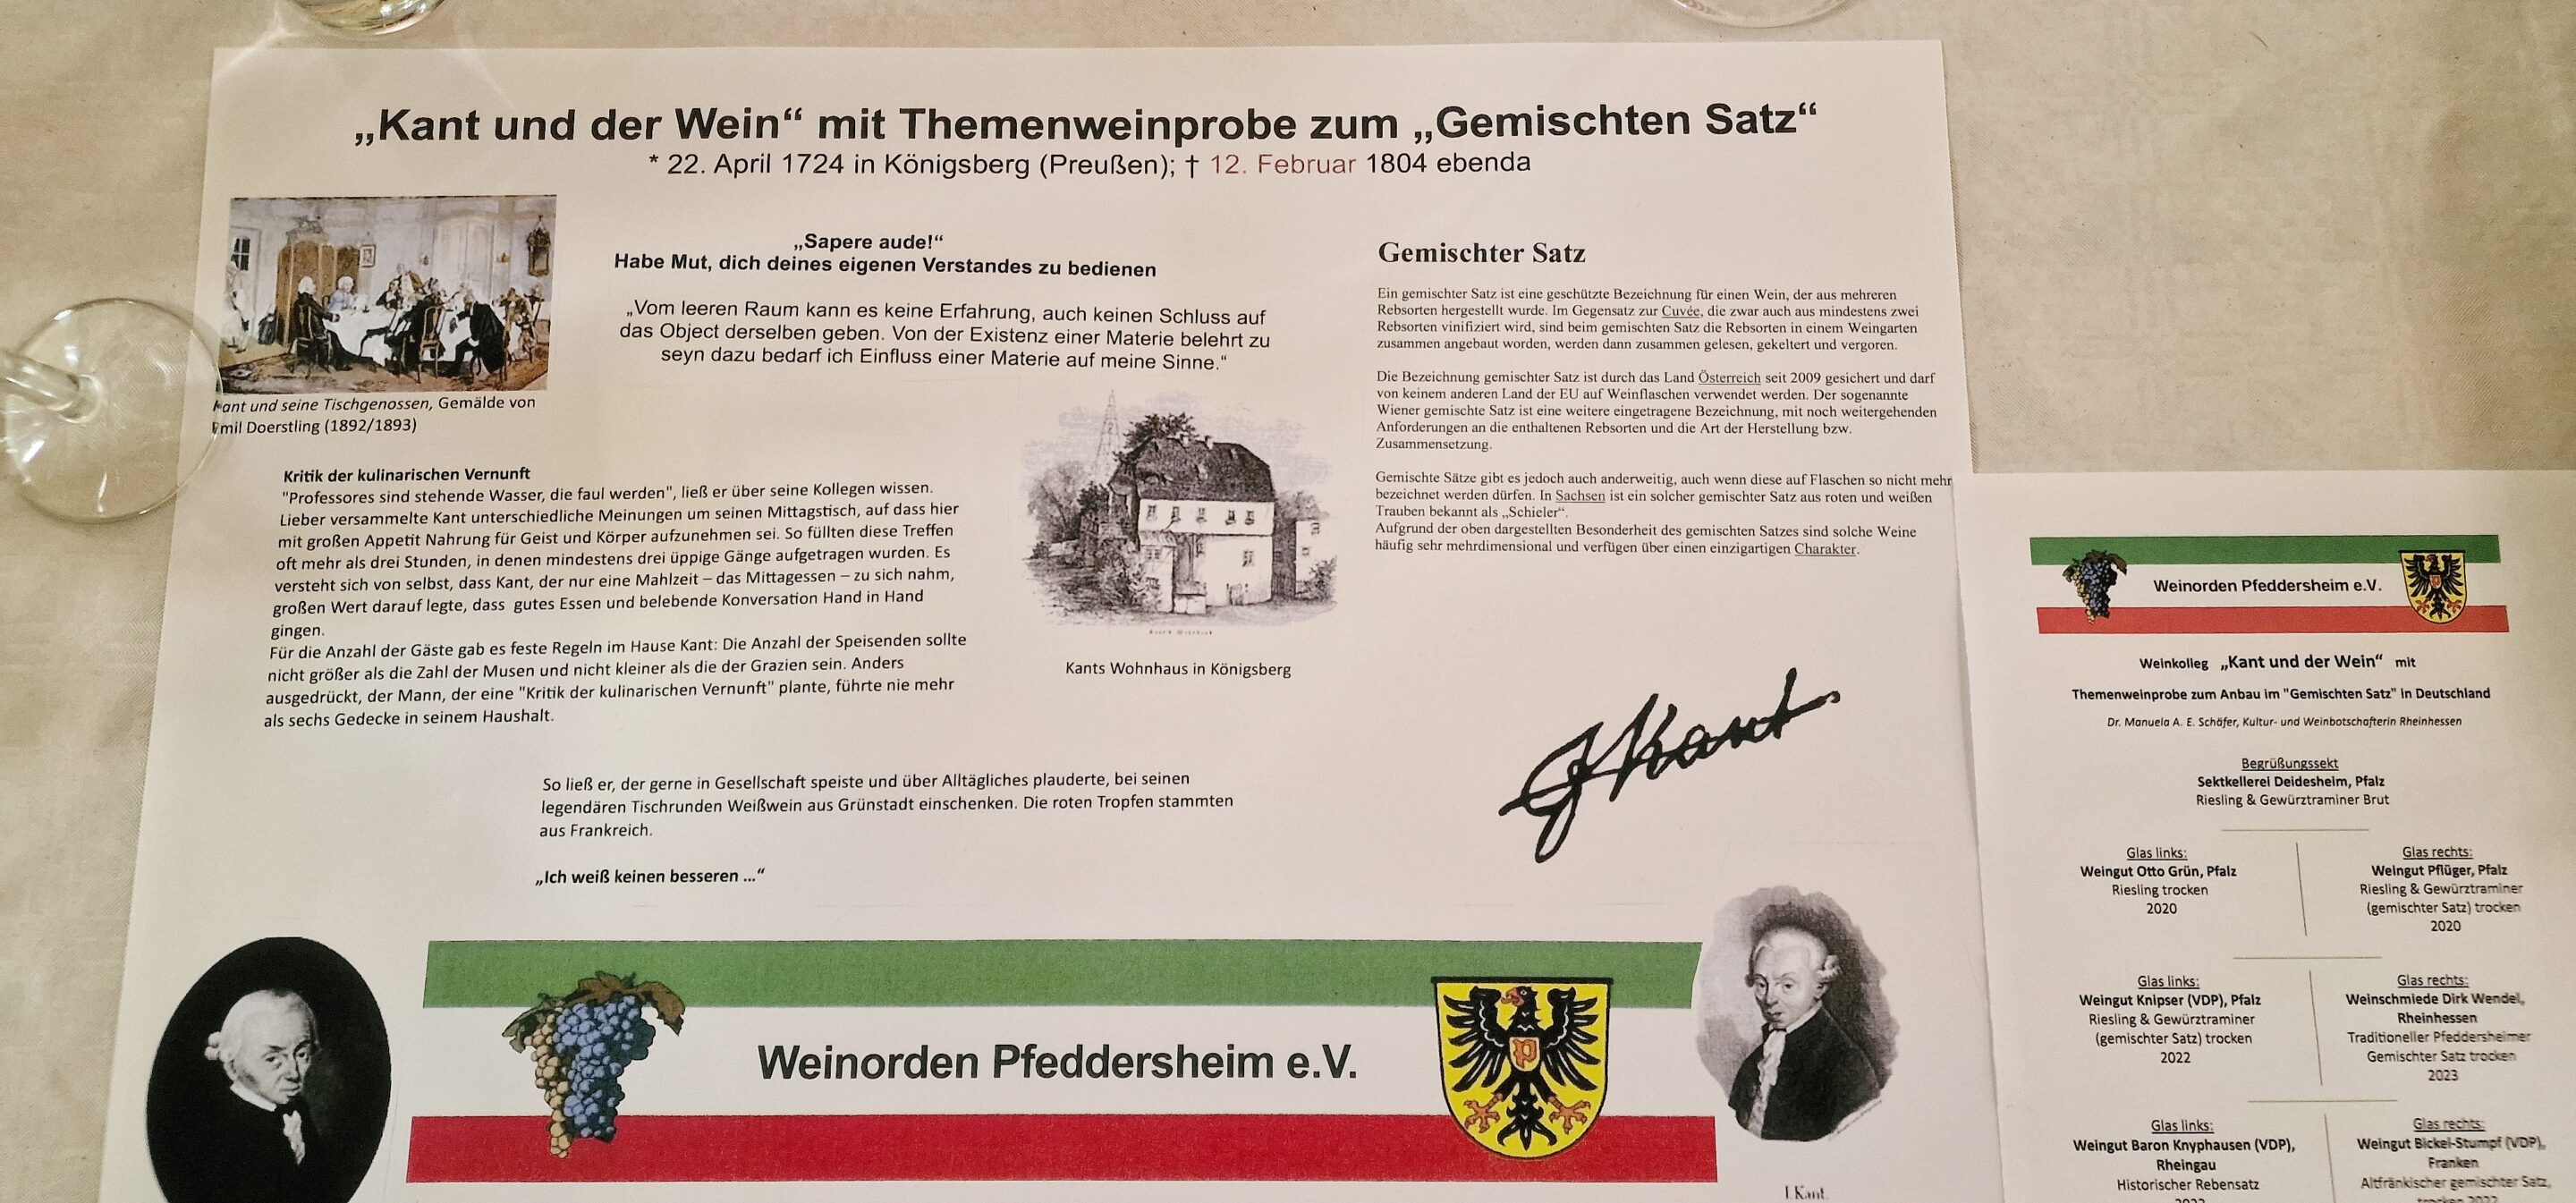 „Kant und der Wein“ mit Themenweinprobe zum „Gemischten Satz“
* 22. April 1724 in Königsberg (Preußen); † 12. Februar 1804 ebenda
Kant und seine Tischgenossen, Gemälde von
Emil Doerstling (1892/1893)
„Sapere aude!“
Habe Mut, dich deines eigenen Verstandes zu bedienen
„Vom leeren Raum kann es keine Erfahrung, auch keinen Schluss auf
das Object derselben geben. Von der Existenz einer Materie belehrt zu
seyn dazu bedarf ich Einfluss einer Materie auf meine Sinne.“
Kritik der kulinarischen Vernunft
"Professores sind stehende Wasser, die faul werden", ließ er über seine Kollegen wissen.
Lieber versammelte Kant unterschiedliche Meinungen um seinen Mittagstisch, auf dass hier
mit großen Appetit Nahrung für Geist und Körper aufzunehmen sei. So füllten diese Treffen
oft mehr als drei Stunden, in denen mindestens drei üppige Gänge aufgetragen wurden. Es
versteht sich von selbst, dass Kant, der nur eine Mahlzeit – das Mittagessen – zu sich nahm,
großen Wert darauf legte, dass gutes Essen und belebende Konversation Hand in Hand
gingen.
Für die Anzahl der Gäste gab es feste Regeln im Hause Kant: Die Anzahl der Speisenden sollte
nicht größer als die Zahl der Musen und nicht kleiner als die der Grazien sein. Anders
ausgedrückt, der Mann, der eine "Kritik der kulinarischen Vernunft" plante, führte nie mehr
als sechs Gedecke in seinem Haushalt.
Kants Wohnhaus in Königsberg
So ließ er, der gerne in Gesellschaft speiste und über Alltägliches plauderte, bei seinen
legendären Tischrunden Weißwein aus Grünstadt einschenken. Die roten Tropfen stammten
aus Frankreich.
„Ich weiß keinen besseren ...“
Gemischter Satz
Ein gemischter Satz ist eine geschützte Bezeichnung für einen Wein, der aus mehreren
Rebsorten hergestellt wurde. Im Gegensatz zur Cuvée, die zwar auch aus mindestens zwei
Rebsorten vinifiziert wird, sind beim gemischten Satz die Rebsorten in einem Weingarten
zusammen angebaut worden, werden dann zusammen gelesen, gekeltert und vergoren.
Die Bezeichnung gemischter Satz ist durch das Land Österreich seit 2009 gesichert und darf
von keinem anderen Land der EU auf Weinflaschen verwendet werden. Der sogenannte
Wiener gemischte Satz ist eine weitere eingetragene Bezeichnung, mit noch weitergehenden
Anforderungen an die enthaltenen Rebsorten und die Art der Herstellung bzw.
Zusammensetzung.
Gemischte Sätze gibt es jedoch auch anderweitig, auch wenn diese auf Flaschen so nicht mehr
bezeichnet werden dürfen. In Sachsen ist ein solcher gemischter Satz aus roten und weißen
Trauben bekannt als „Schieler“.
Aufgrund der oben dargestellten Besonderheit des gemischten Satzes sind solche Weine
häufig sehr mehrdimensional und verfügen über einen einzigartigen Charakter.
I Kant
Weinorden Pfeddersheim e.V.
P
I. Kant.
Weinorden Pfeddersheim e.V.
Weinkolleg „Kant und der Wein“ mit
Themenweinprobe zum Anbau im "Gemischten Satz" in Deutschland
Dr. Manuela A. E. Schäfer, Kultur- und Weinbotschafterin Rheinhessen
Begrüßungssekt
Sektkellerei Deidesheim, Pfalz
Riesling & Gewürztraminer Brut
Glas links:
Weingut Otto Grün, Pfalz
Riesling trocken
2020
Glas rechts:
Weingut Pflüger, Pfalz
Riesling & Gewürztraminer
(gemischter Satz) trocken
2020
Glas links:
Weingut Knipser (VDP), Pfalz
Riesling & Gewürztraminer
(gemischter Satz) trocken
2022
Glas rechts:
Weinschmiede Dirk Wendel,
Rheinhessen
Traditioneller Pfeddersheimer
Gemischter Satz trocken
2023
Glas links:
Weingut Baron Knyphausen (VDP),
Rheingau
Historischer Rebensatz
Glas rechts:
Weingut Bickel-Stumpf (VDP),
Franken
Altfränkischer gemischter Satz,